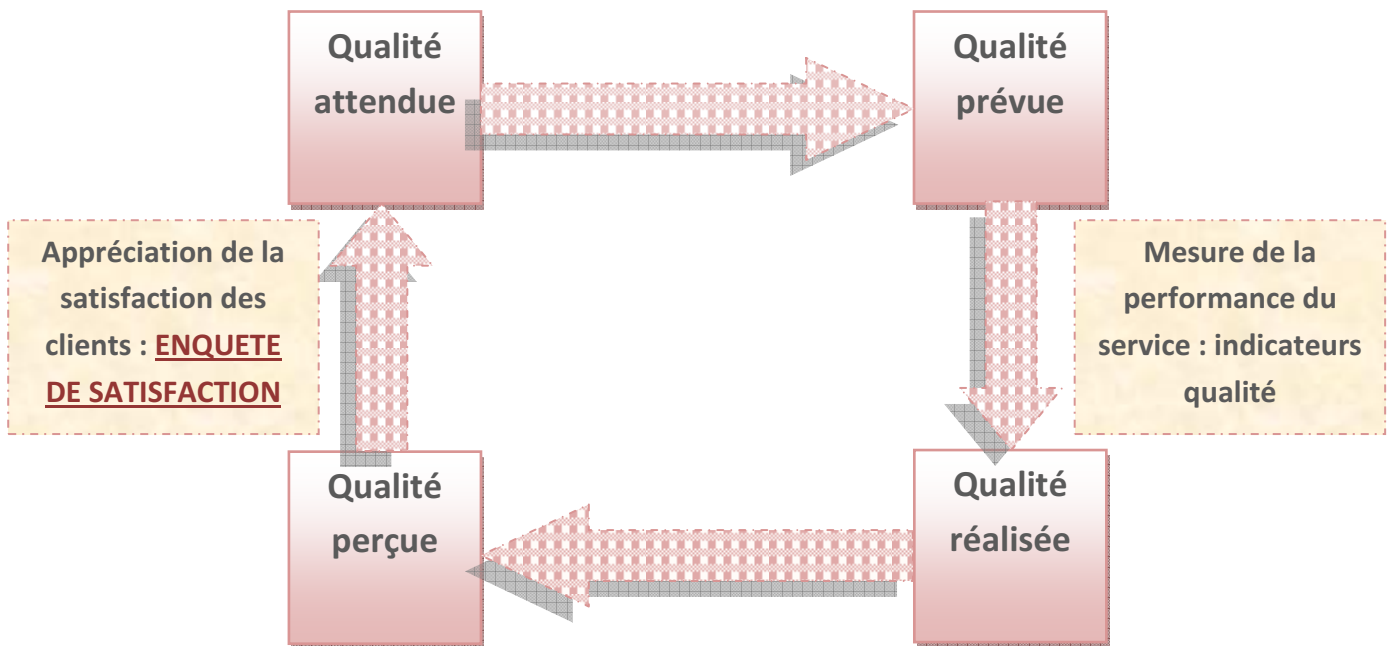 Qualité
attendue
Qualité
prévue
Appréciation de la
satisfaction des
clients : ENQUETE
DE SATISFACTION
Mesure de la
performance du
service : indicateurs
qualité
Qualité
perçue
Qualité
réalisée